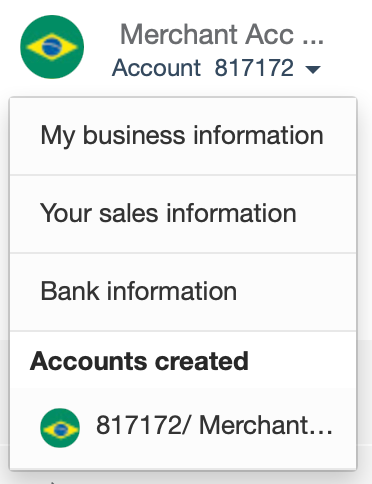 Merchant Acc ...
Account 817172
My business information
Your sales information
Bank information
Accounts created
817172/ Merchant...